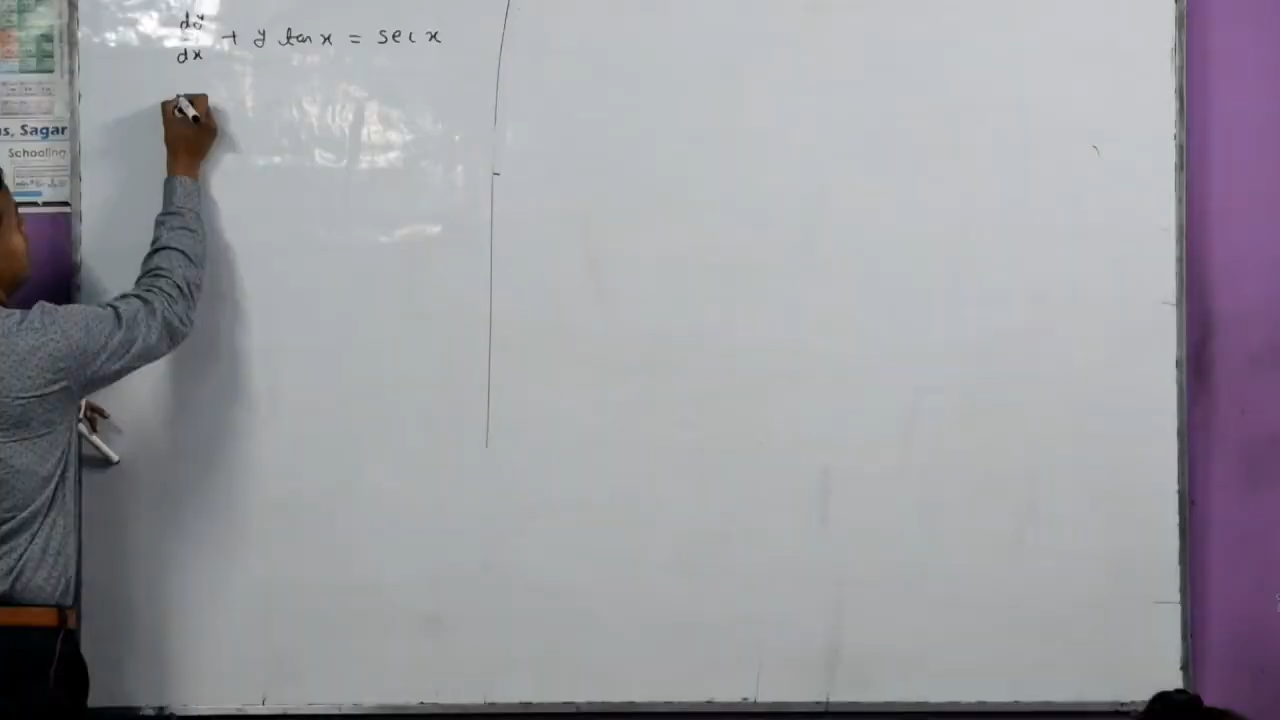 dy/dx + y tan x = sec x
s, Sagar
Schooling